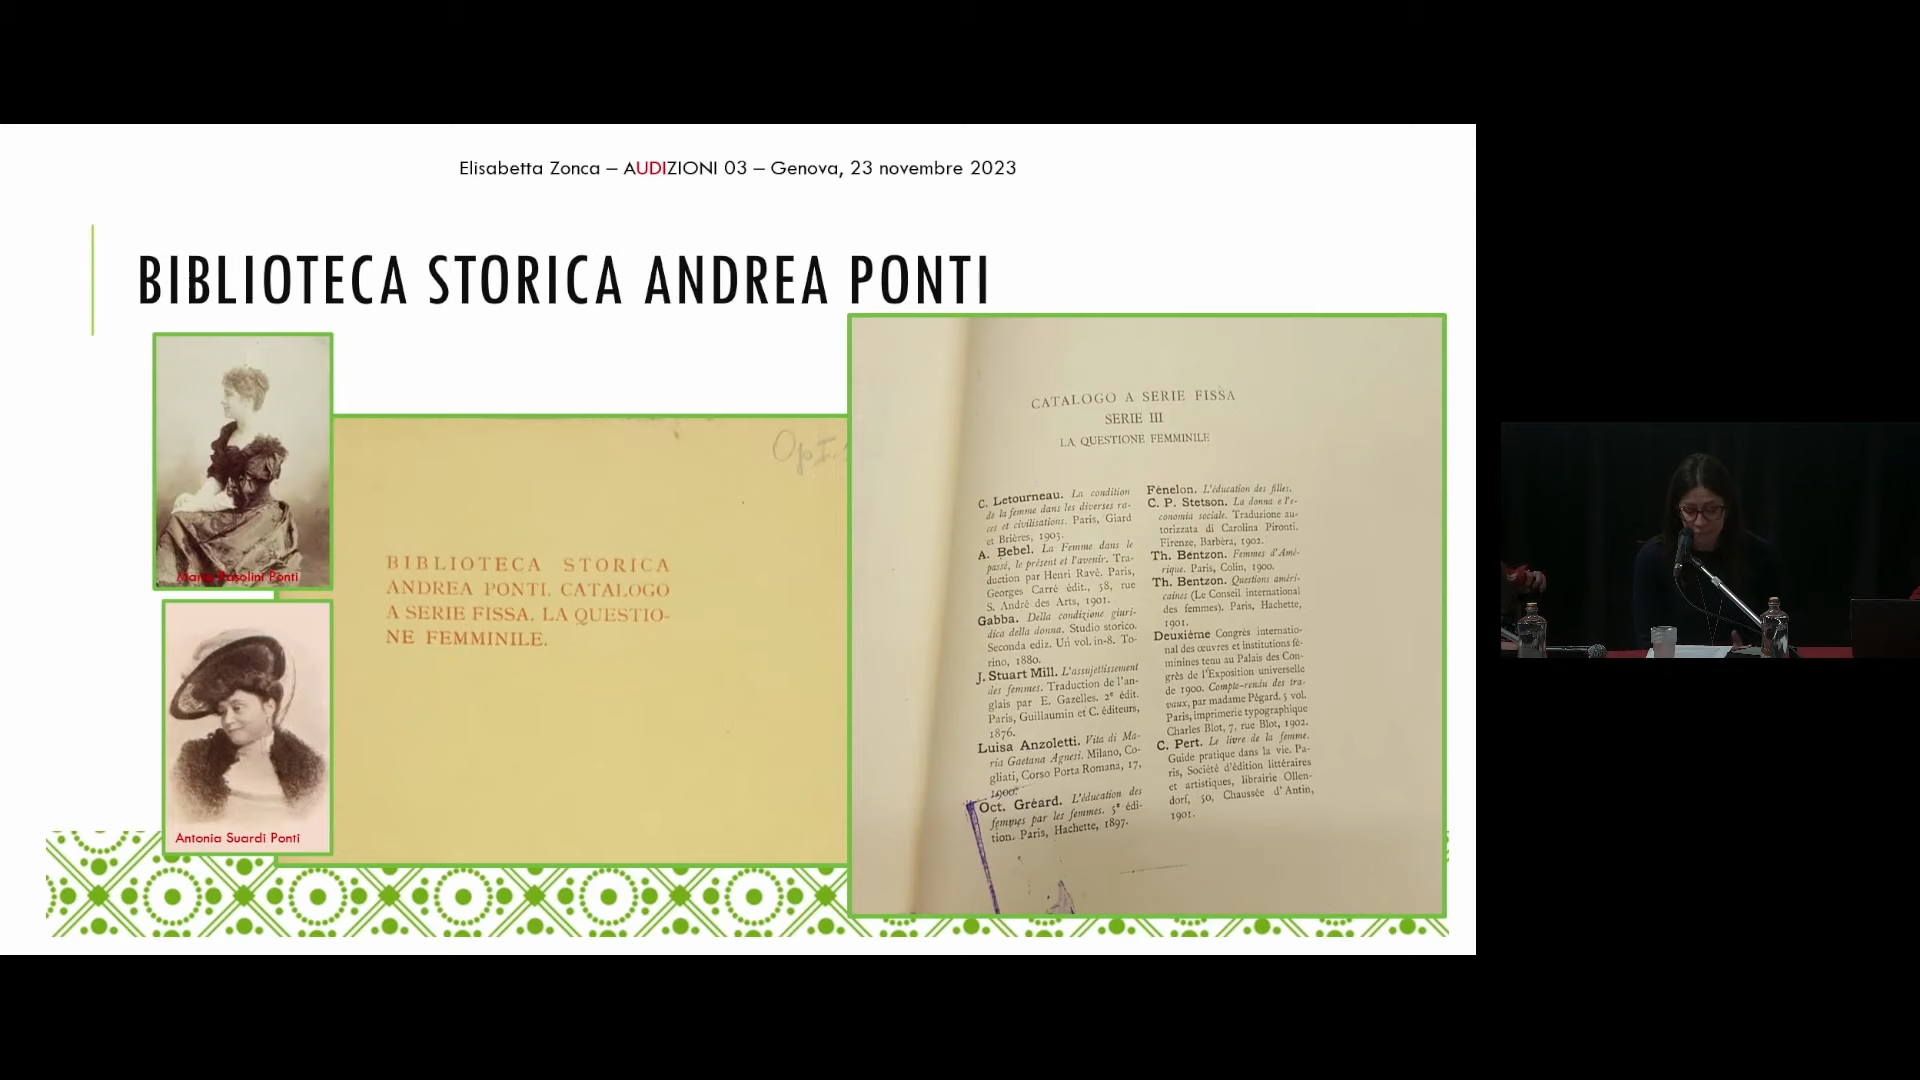 Elisabetta Zonca – AUDIZIONI 03 – Genova, 23 novembre 2023
BIBLIOTECA STORICA ANDREA PONTI
Maria Pasolini Ponti
Antonia Suardi Ponti
BIBLIOTECA STORICA
ANDREA PONTI. CATALOGO
A SERIE FISSA. LA QUESTIO-
NE FEMMINILE.
CATALOGO A SERIE FISSA
SERIE III
LA QUESTIONE FEMMINILE
C. Letourneau. La condition
de la femme dans les diverses ra-
ces et civilisations. Paris, Giard
et Brières, 1903.
A. Bebel. La Femme dans le
passé, le présent et l'avenir. Tra-
duction par Henri Ravé. Paris,
Georges Carré édit., 58, rue
S. André des Arts, 1901.
Gabba. Della condizione giuri-
dica della donna. Studio storico.
Seconda ediz. Un vol. in-8. To-
rino, 1880.
J. Stuart Mill. L'assujettissement
des femmes. Traduction de l'an-
glais par E. Gazelles. 2e édit.
Paris, Guillaumin et C. éditeurs,
1876.
Luisa Anzoletti. Vita di Ma-
ria Gaetana Agnesi. Milano, Co-
gliati, Corso Porta Romana, 17,
1900.
Oct. Gréard. L'éducation des
femmes par les femmes. 5e édi-
tion. Paris, Hachette, 1897.
Fénelon. L'éducation des filles.
C. P. Stetson. La donna e l'e-
conomia sociale. Traduzione au-
torizzata di Carolina Pironti.
Firenze, Barbèra, 1902.
Th. Bentzon. Femmes d'Amé-
rique. Paris, Colin, 1900.
Th. Bentzon. Questions améri-
caines (Le Conseil international
des femmes). Paris, Hachette,
1901.
Deuxième Congrès internatio-
nal des œuvres et institutions fé-
minines tenu au Palais des Con-
grès de l'Exposition universelle
de 1900. Compte-rendu des tra-
vaux, par madame Pégard. 5 vol.
Paris, imprimerie typographique
Charles Blot, 7, rue Blot, 1902.
C. Pert. Le livre de la femme.
Guide pratique dans la vie. Pa-
ris, Société d'édition littéraires
et artistiques, librairie Ollen-
dorf, 50, Chaussée d'Antin,
1901.